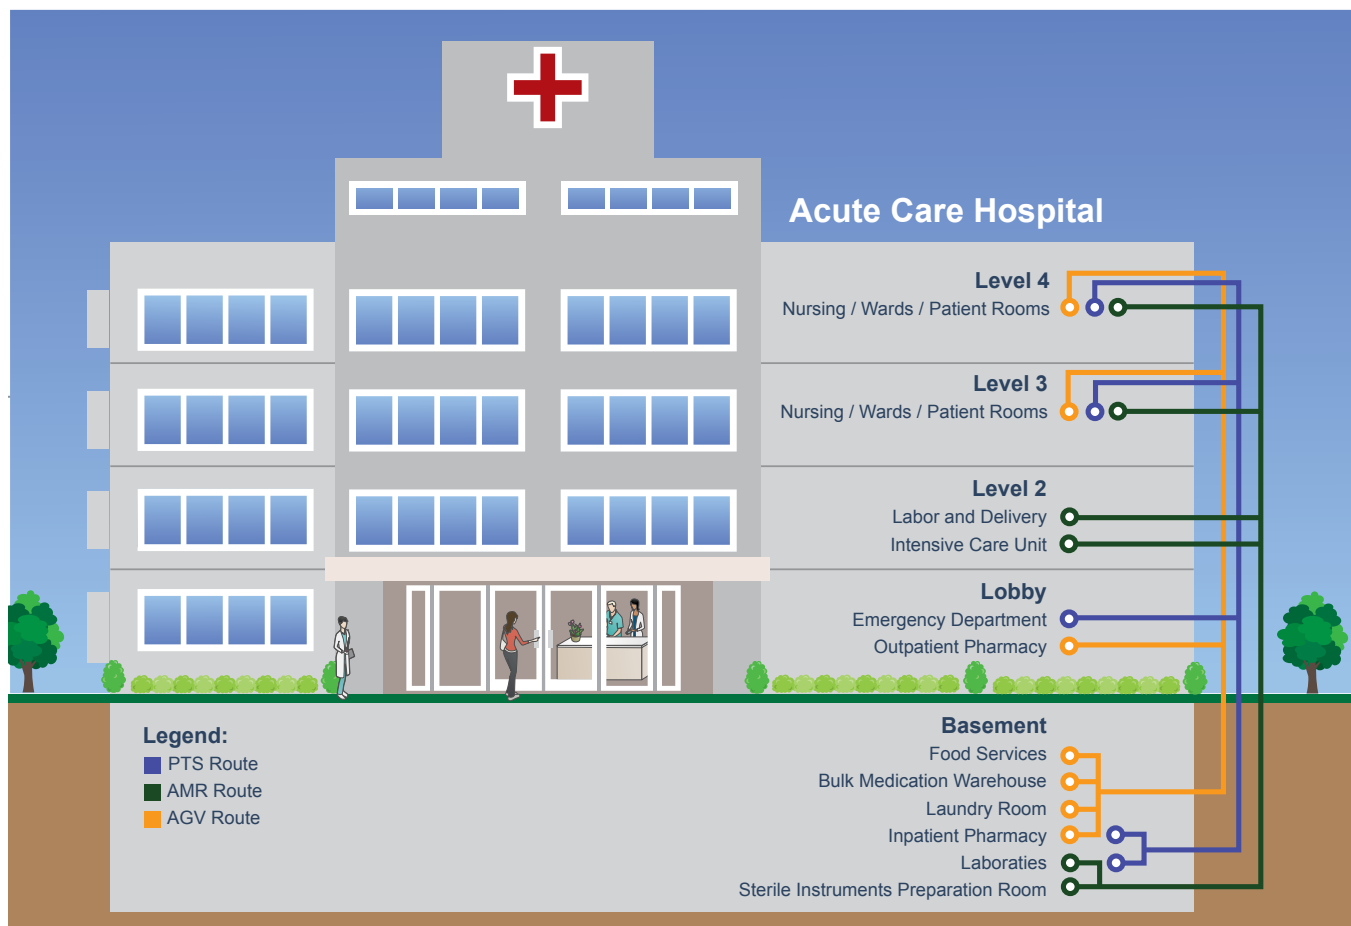 Acute Care Hospital
Level 4
Nursing / Wards / Patient Rooms
Level 3
Nursing / Wards / Patient Rooms
Level 2
Labor and Delivery
Intensive Care Unit
Lobby
Emergency Department
Outpatient Pharmacy
Basement
Food Services
Bulk Medication Warehouse
Laundry Room
Inpatient Pharmacy
Laboraties
Sterile Instruments Preparation Room
Legend:
PTS Route
AMR Route
AGV Route